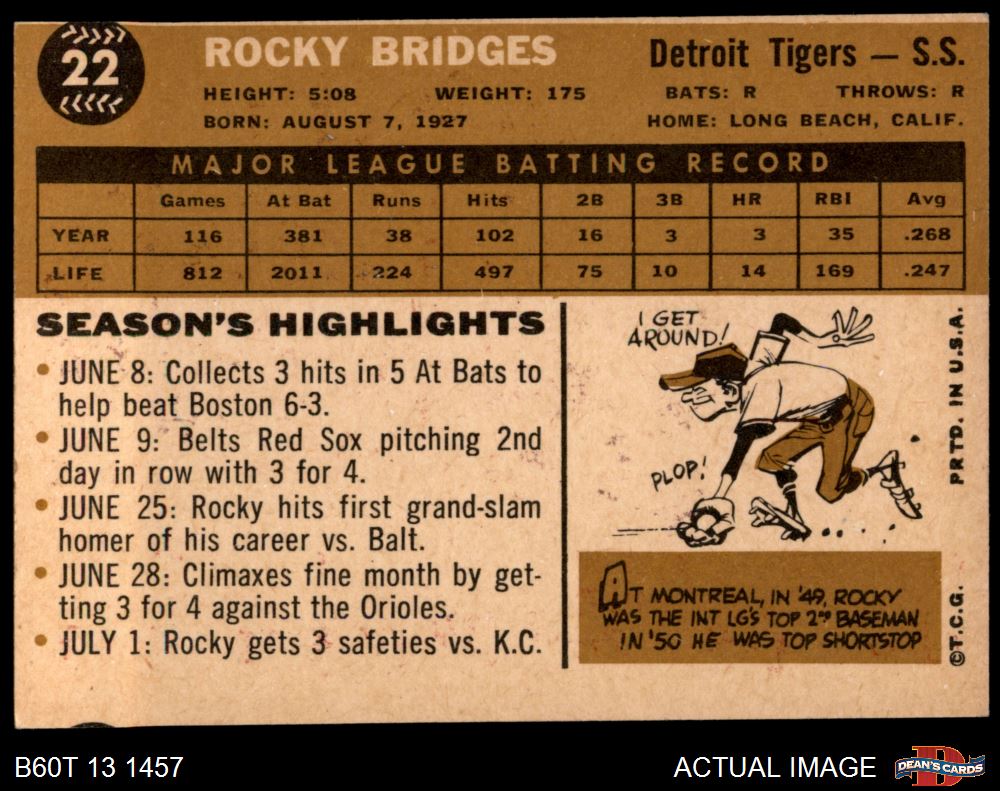 22
ROCKY BRIDGES
Detroit Tigers — S.S.
HEIGHT: 5:08 WEIGHT: 175 BATS: R THROWS: R
BORN: AUGUST 7, 1927 HOME: LONG BEACH, CALIF.
MAJOR LEAGUE BATTING RECORD
Games At Bat Runs Hits 2B 3B HR RBI Avg
YEAR 116 381 38 102 16 3 3 35 .268
LIFE 812 2011 224 497 75 10 14 169 .247
SEASON'S HIGHLIGHTS
• JUNE 8: Collects 3 hits in 5 At Bats to
help beat Boston 6-3.
• JUNE 9: Belts Red Sox pitching 2nd
day in row with 3 for 4.
• JUNE 25: Rocky hits first grand-slam
homer of his career vs. Balt.
• JUNE 28: Climaxes fine month by get-
ting 3 for 4 against the Orioles.
• JULY 1: Rocky gets 3 safeties vs. K.C.
I GET
AROUND!
PLOP!
AT MONTREAL, IN '49, ROCKY
WAS THE INT LG'S TOP 2ND BASEMAN
IN '50 HE WAS TOP SHORTSTOP
©T.C.G. PRTD. IN U.S.A.
B60T 13 1457
ACTUAL IMAGE
DEAN'S CARDS